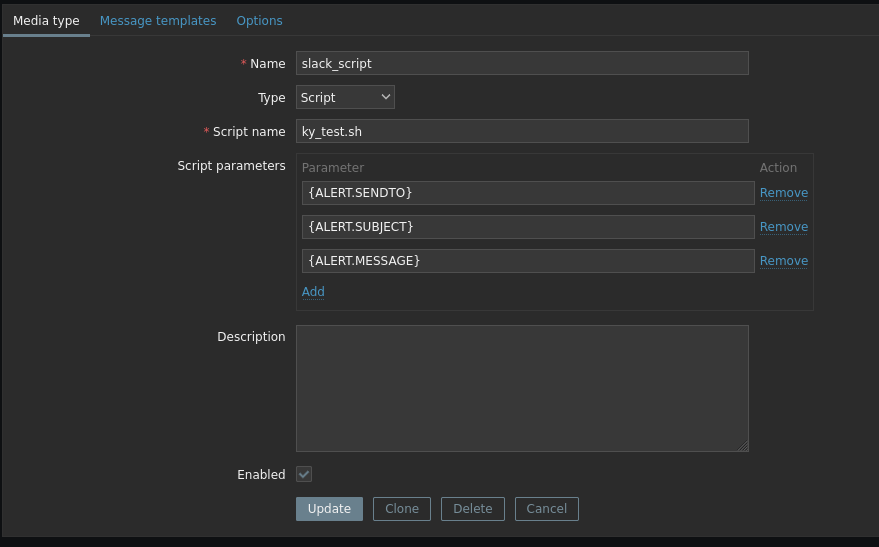 Media type Message templates Options
* Name slack_script
Type Script
* Script name ky_test.sh
Script parameters Parameter Action
{ALERT.SENDTO} Remove
{ALERT.SUBJECT} Remove
{ALERT.MESSAGE} Remove
Add
Description
Enabled
Update Clone Delete Cancel